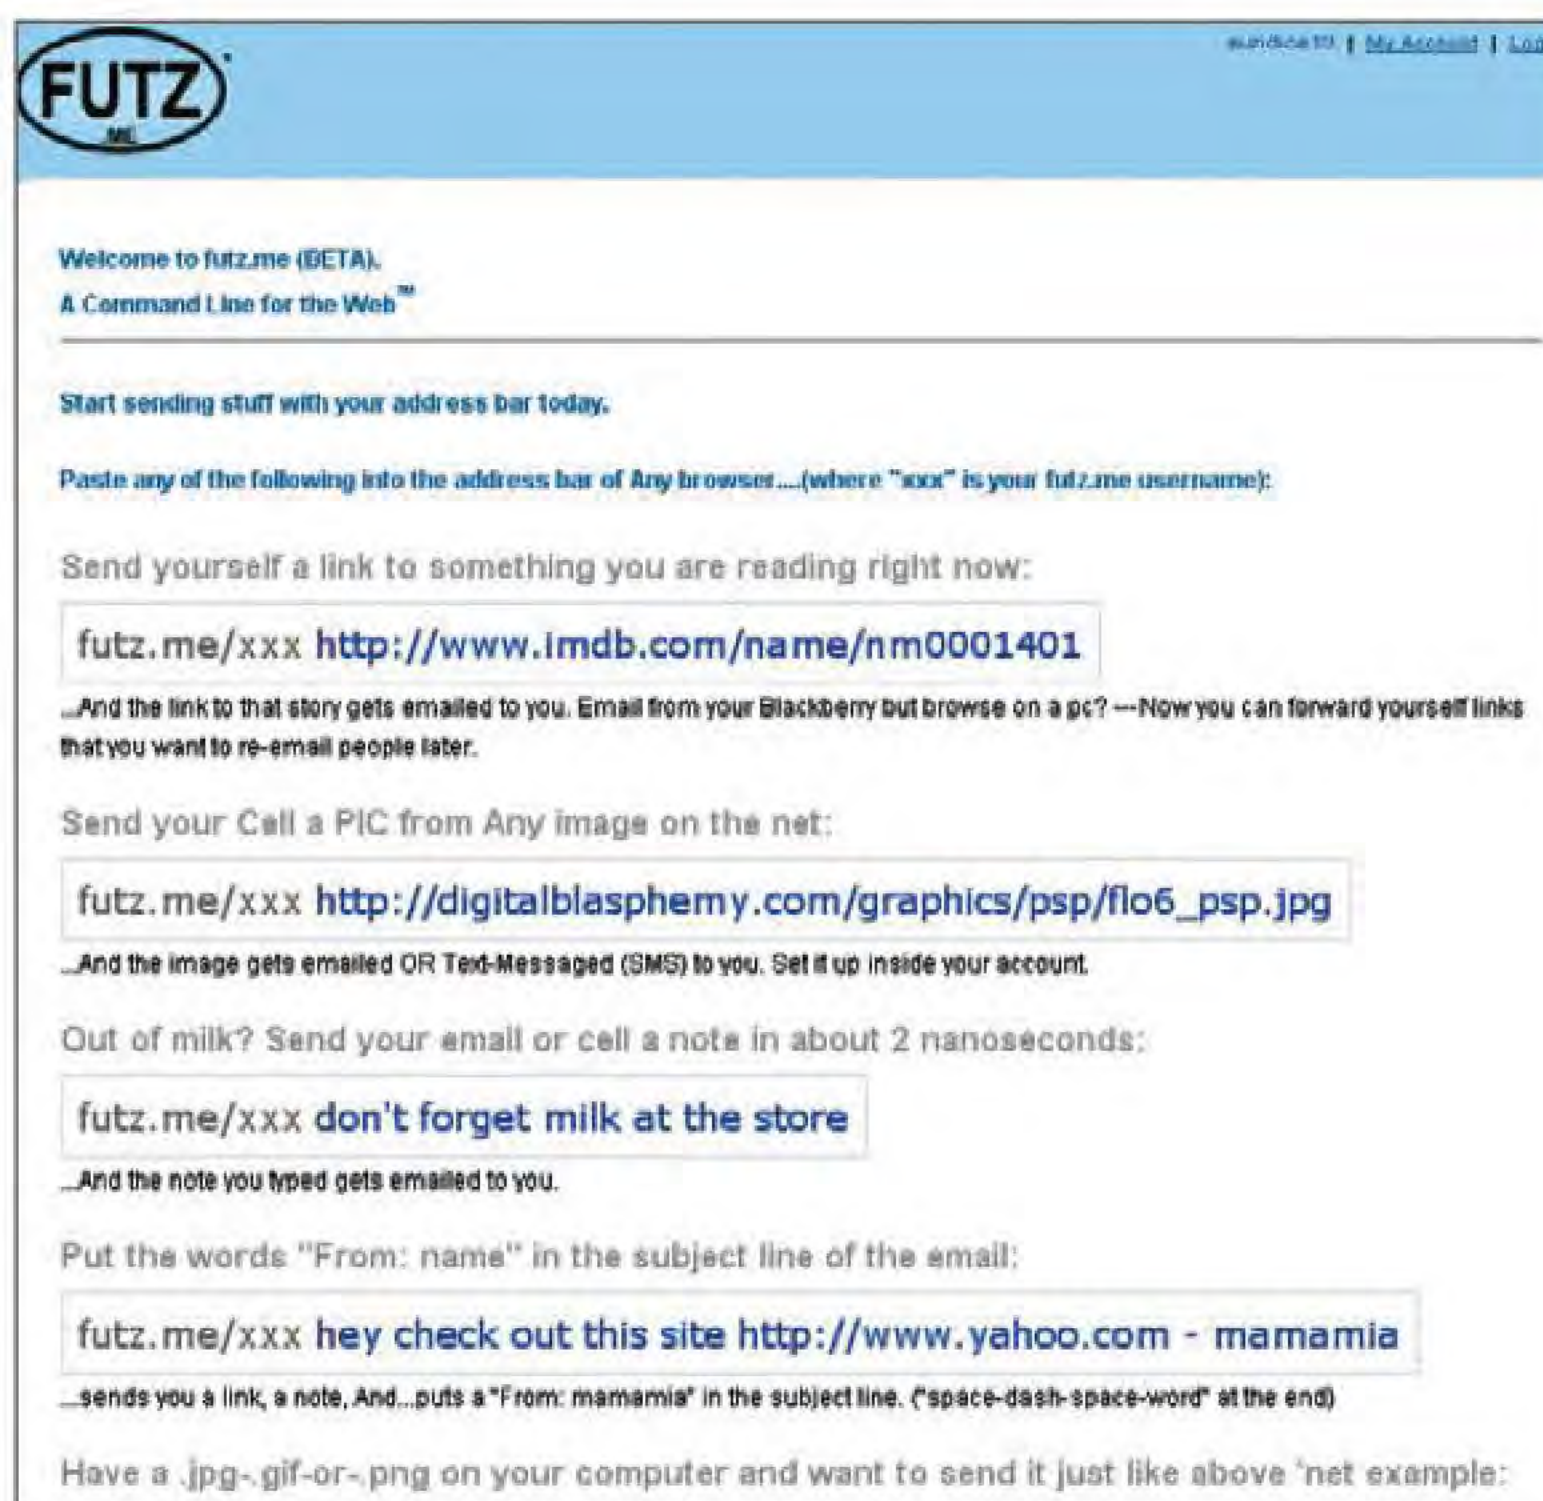 FUTZ
.ME
| My Account |
Welcome to futz.me (BETA).
A Command Line for the Web™
Start sending stuff with your address bar today.
Paste any of the following into the address bar of Any browser....(where "xxx" is your futz.me username):
Send yourself a link to something you are reading right now:
futz.me/xxx http://www.imdb.com/name/nm0001401
...And the link to that story gets emailed to you. Email from your Blackberry but browse on a pc? ---Now you can forward yourself links
that you want to re-email people later.
Send your Cell a PIC from Any image on the net:
futz.me/xxx http://digitalblasphemy.com/graphics/psp/flo6_psp.jpg
...And the image gets emailed OR Text-Messaged (SMS) to you. Set it up inside your account.
Out of milk? Send your email or cell a note in about 2 nanoseconds:
futz.me/xxx don't forget milk at the store
...And the note you typed gets emailed to you.
Put the words "From: name" in the subject line of the email:
futz.me/xxx hey check out this site http://www.yahoo.com - mamamia
...sends you a link, a note, And...puts a "From: mamamia" in the subject line. ("space-dash-space-word" at the end)
Have a .jpg-.gif-or-.png on your computer and want to send it just like above 'net example: